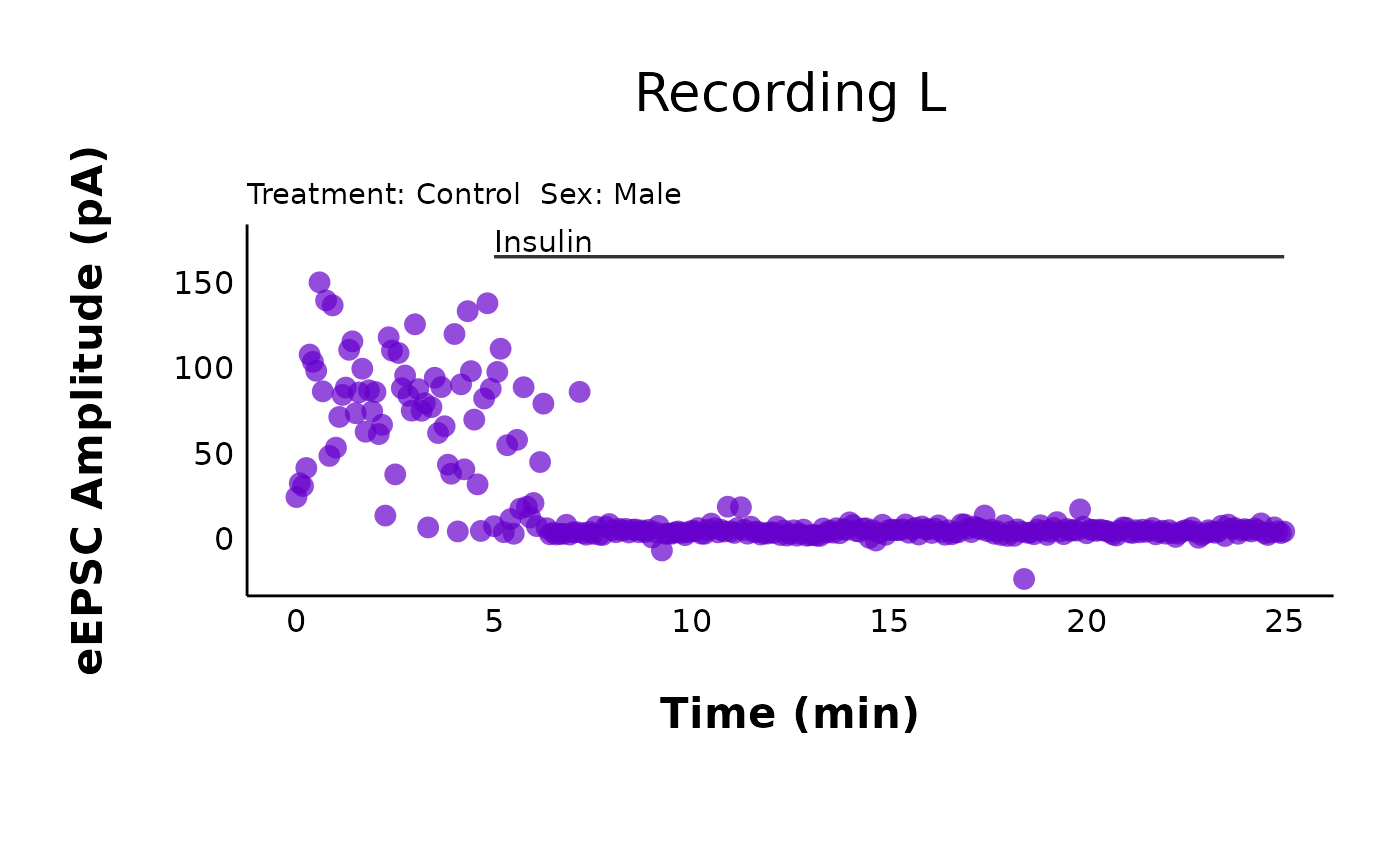 Recording L
Treatment: Control  Sex: Male
Insulin
eEPSC Amplitude (pA)
150
100
50
0
0 5 10 15 20 25
Time (min)